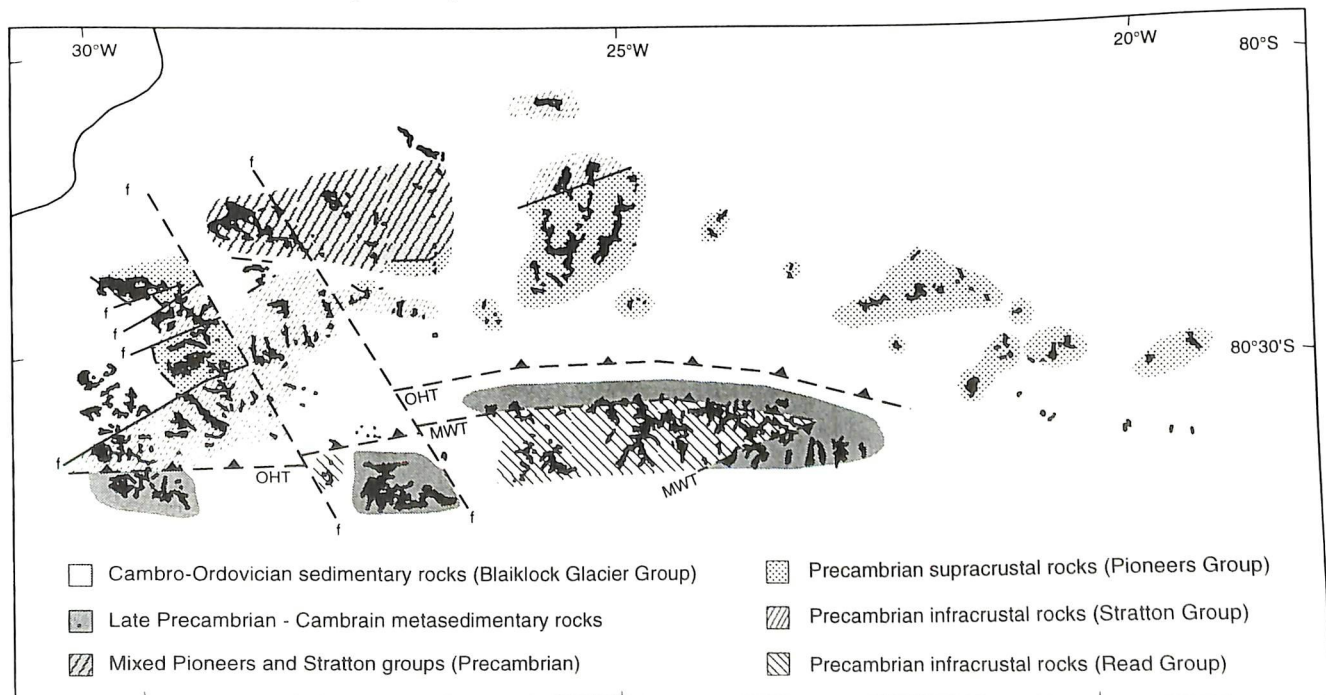 30°W 25°W 20°W 80°S
f
f
f
f
f
80°30'S
OHT
MWT
f
OHT
MWT
f
f
Cambro-Ordovician sedimentary rocks (Blaiklock Glacier Group)
Late Precambrian - Cambrain metasedimentary rocks
Mixed Pioneers and Stratton groups (Precambrian)
Precambrian supracrustal rocks (Pioneers Group)
Precambrian infracrustal rocks (Stratton Group)
Precambrian infracrustal rocks (Read Group)